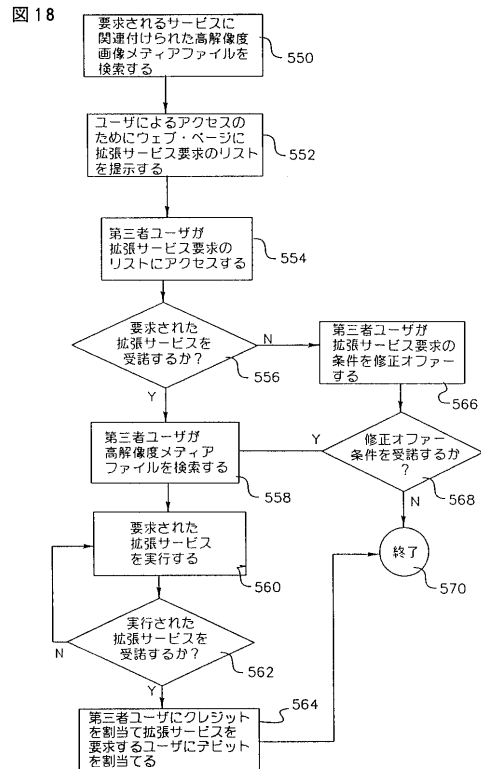 図18
要求されるサービスに
関連付けられた高解像度
画像メディアファイルを
検索する
550
ユーザによるアクセスの
ためにウェブ・ページに
拡張サービス要求のリスト
を提示する
552
第三者ユーザが
拡張サービス要求の
リストにアクセスする
554
要求された
拡張サービスを
受諾するか?
556
N
Y
第三者ユーザが
拡張サービス要求の
条件を修正オファー
する
566
第三者ユーザが
高解像度メディア
ファイルを検索する
558
Y
修正オファー
条件を受諾するか
?
568
N
要求された
拡張サービス
を実行する
560
終了
570
実行された
拡張サービスを
受諾するか?
562
N
Y
第三者ユーザにクレジット
を割当て拡張サービスを
要求するユーザにデビット
を割当てる
564